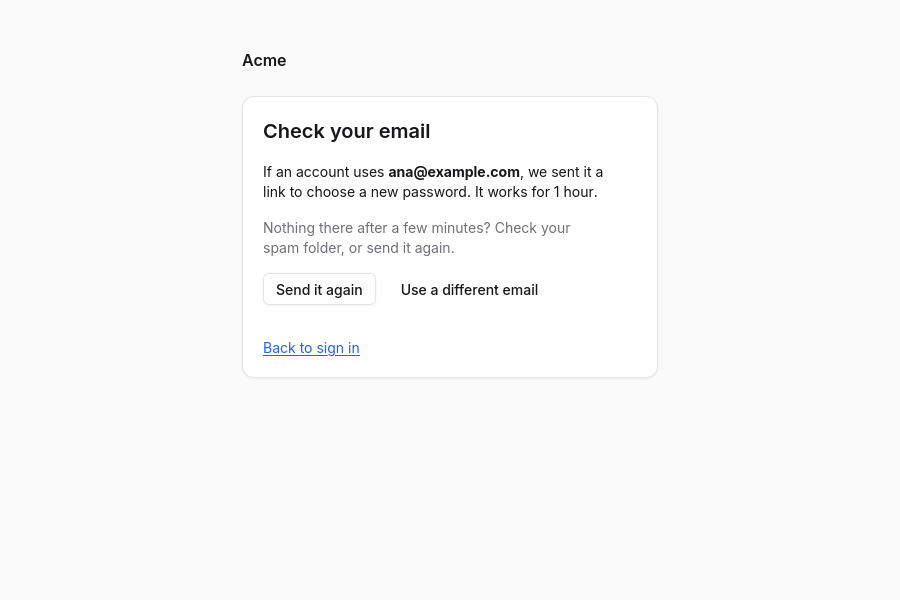 Acme
Check your email
If an account uses ana@example.com, we sent it a
link to choose a new password. It works for 1 hour.
Nothing there after a few minutes? Check your
spam folder, or send it again.
Send it again
Use a different email
Back to sign in